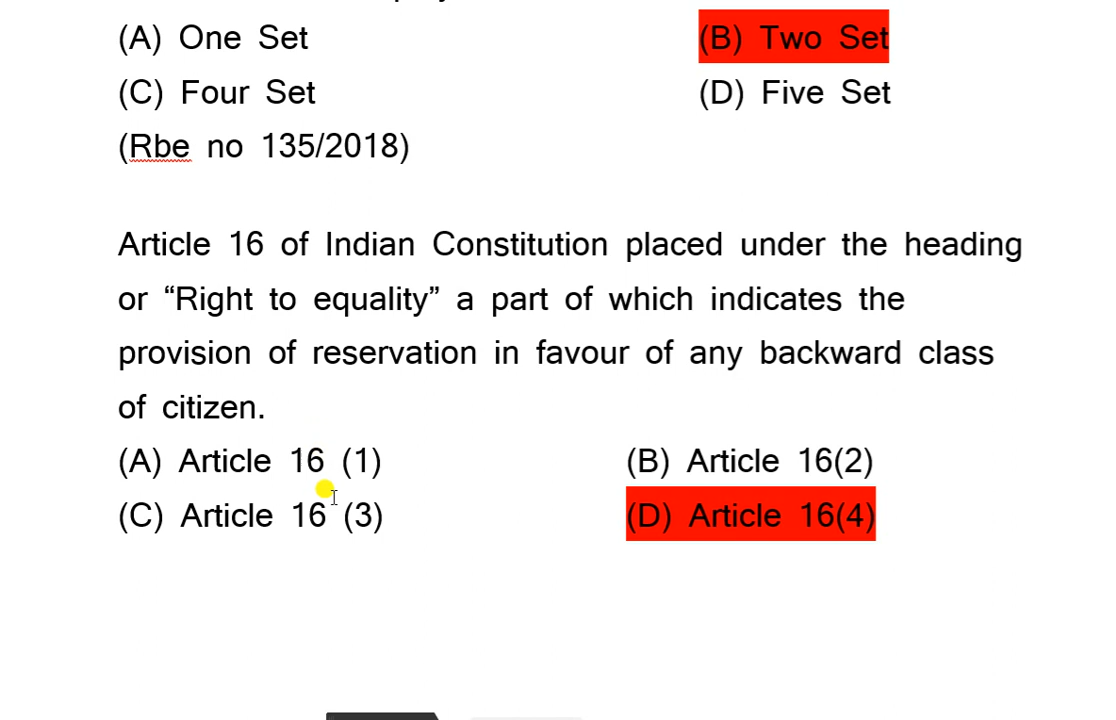 (A) One Set (B) Two Set
(C) Four Set (D) Five Set
(Rbe no 135/2018)
Article 16 of Indian Constitution placed under the heading
or “Right to equality” a part of which indicates the
provision of reservation in favour of any backward class
of citizen.
(A) Article 16 (1) (B) Article 16(2)
(C) Article 16 (3) (D) Article 16(4)